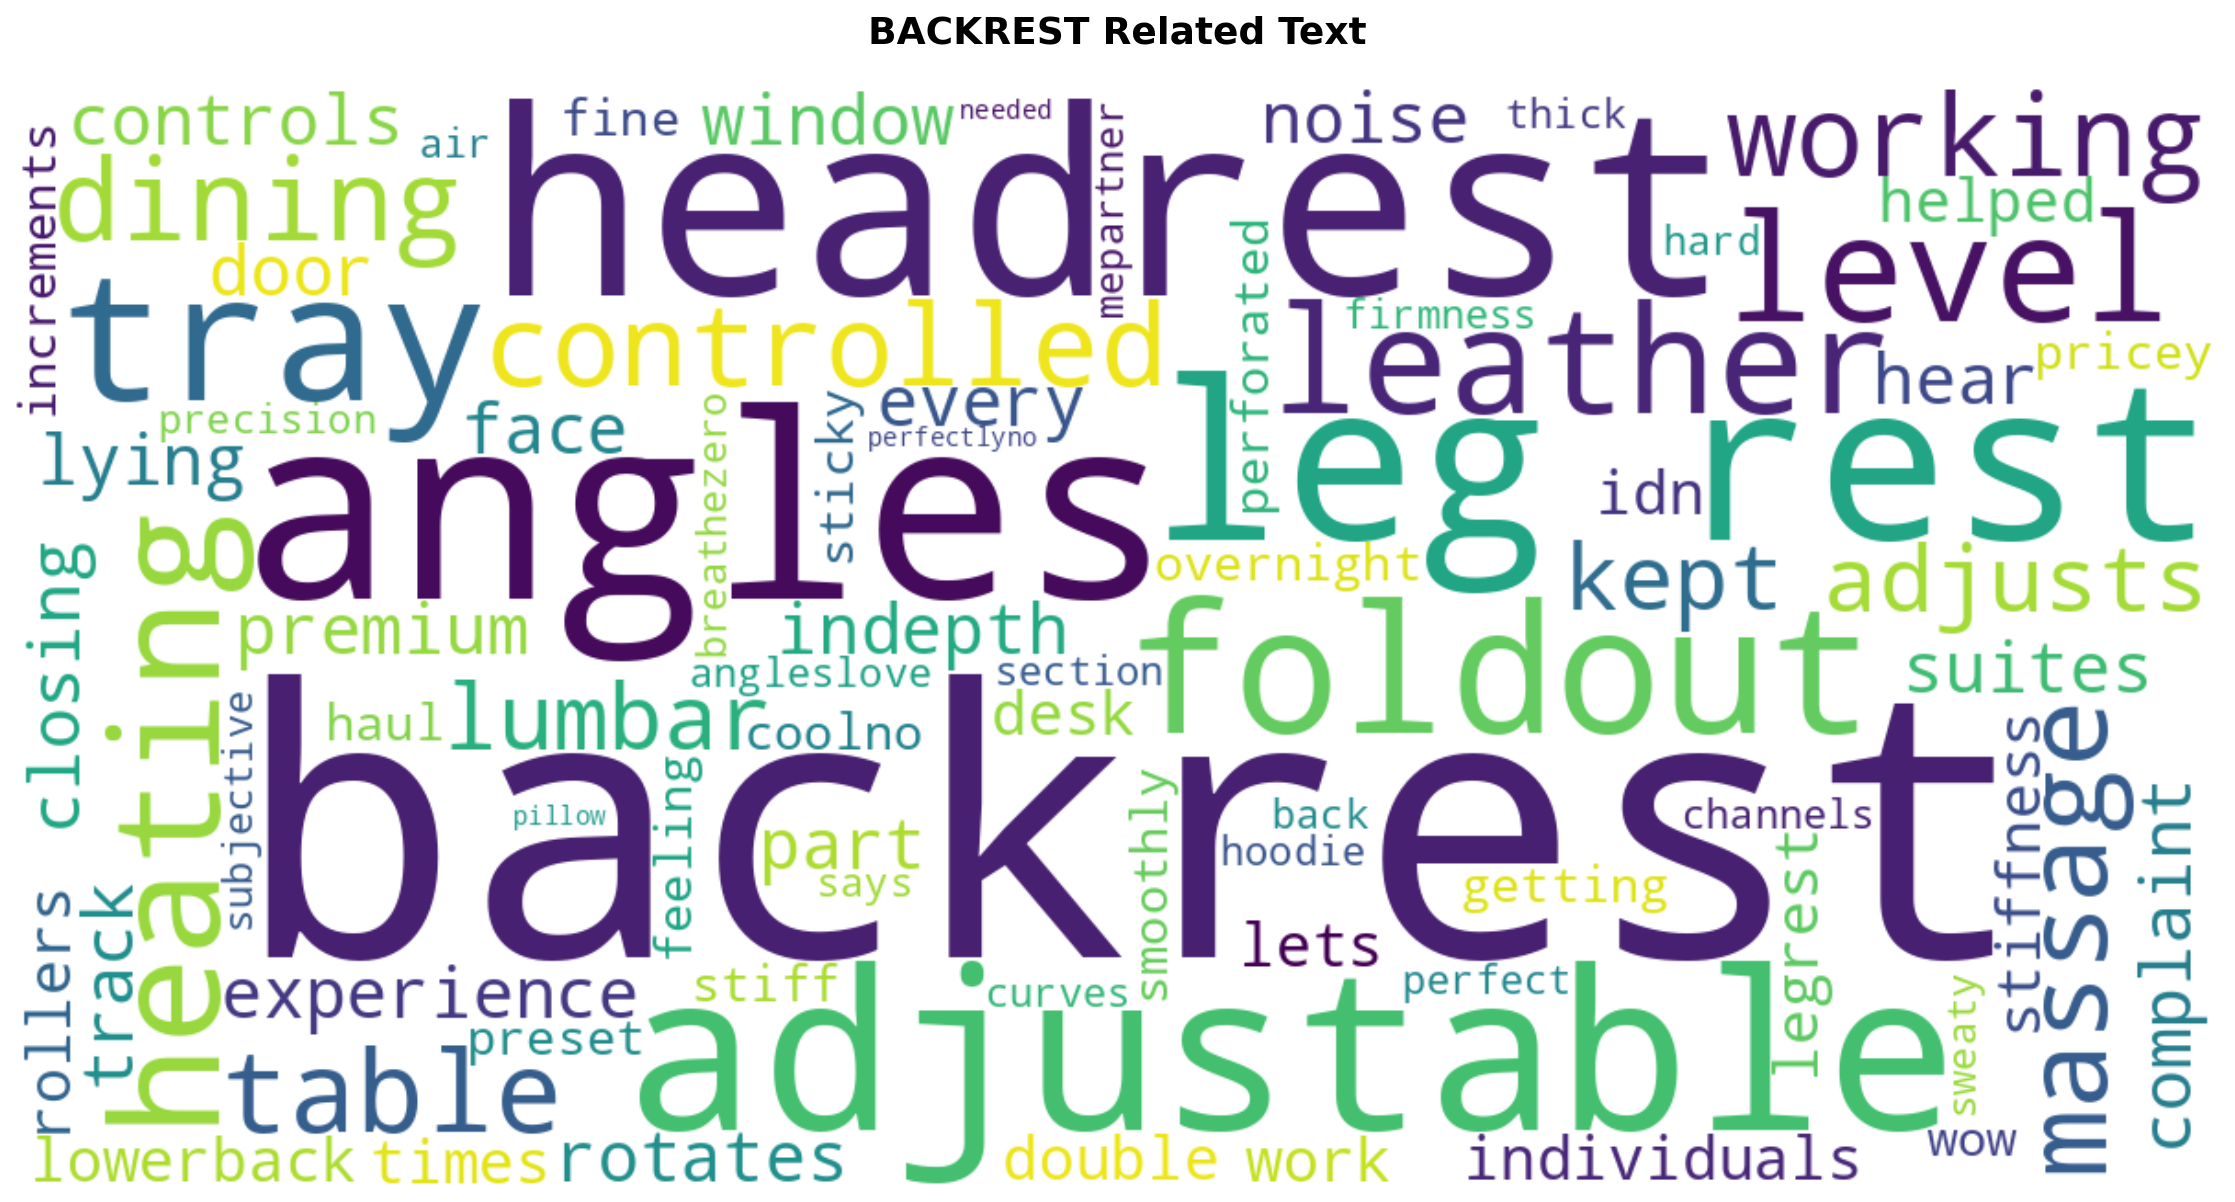 BACKREST Related Text
controls
air
fine
window
needed
noise
thick
working
increments
dining
headrest
mepartner
helped
door
hard
level
tray
controlled
perforated
firmness
leather
hear
pricey
precision
face
every
perfectlyno
lying
angles
breathezero
sticky
leg rest
idn
overnight
kept
adjusts
closing
heating
premium
indepth
foldout
angleslove
section
suites
subjective
haul
lumbar
coolno
desk
backrest
pillow
feeling
part
says
smoothly
back
hoodie
channels
getting
stiffness
massage
complaint
rollers
track
lets
legrest
experience
stiff
curves
perfect
preset
adjustable
sweaty
table
wow
lowerback
times
rotates
double
work
individuals